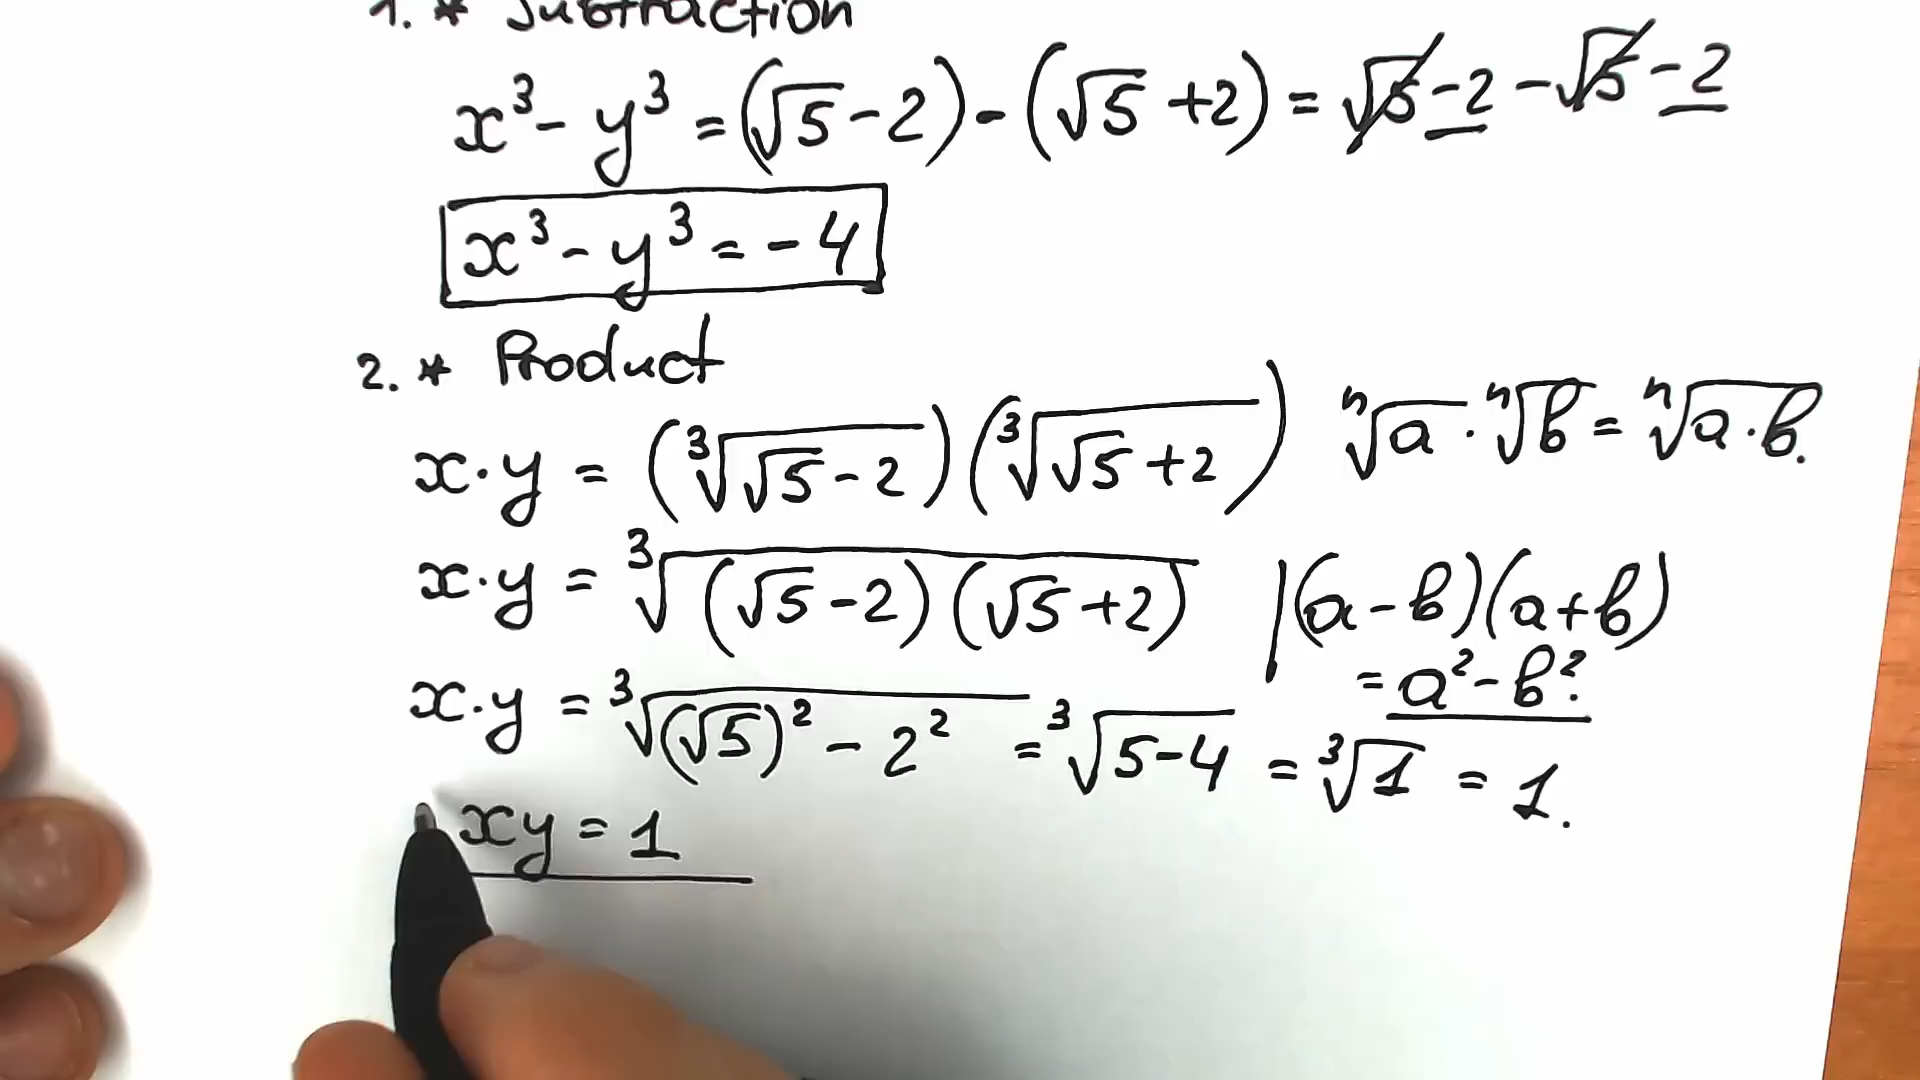 1. * Subtraction
x³ - y³ = (√5 - 2) - (√5 + 2) = √5 - 2 - √5 - 2
x³ - y³ = - 4
2. * Product
x · y = (∛(√5 - 2)) (∛(√5 + 2)) ⁿ√a · ⁿ√b = ⁿ√(a · b).
x · y = ∛((√5 - 2) (√5 + 2)) | (a - b)(a + b)
= a² - b².
x · y = ∛((√5)² - 2²) = ∛(5 - 4) = ∛1 = 1.
xy = 1